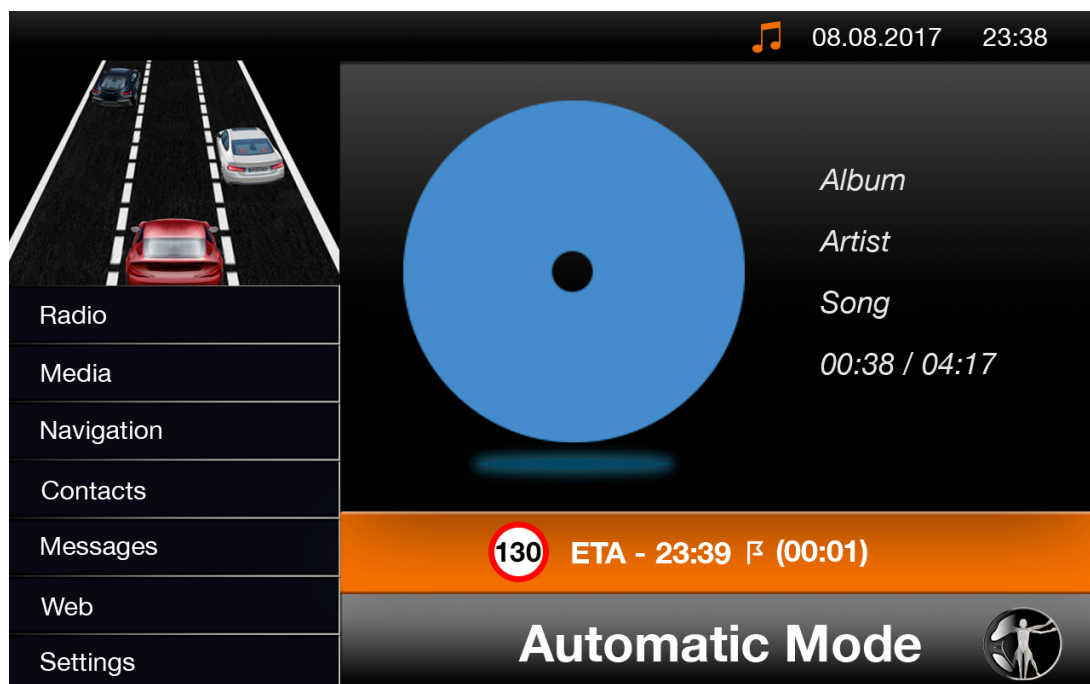 08.08.2017 23:38
Album
Artist
Song
00:38 / 04:17
Radio
Media
Navigation
Contacts
Messages
Web
Settings
130 ETA - 23:39 (00:01)
Automatic Mode